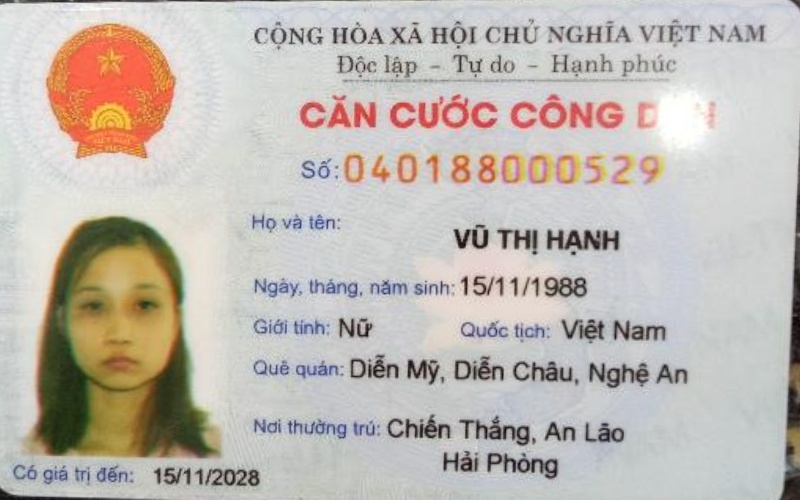 CỘNG HÒA XÃ HỘI CHỦ NGHĨA VIỆT NAM
Độc lập - Tự do - Hạnh phúc
CĂN CƯỚC CÔNG
Số: 040188000529
Họ và tên: VŨ THỊ HẠNH
Ngày, tháng, năm sinh: 15/11/1988
Giới tính: Nữ Quốc tịch: Việt Nam
Quê quán: Diễn Mỹ, Diễn Châu, Nghệ An
Nơi thường trú: Chiến Thắng, An Lão
Hải Phòng
Có giá trị đến: 15/11/2028